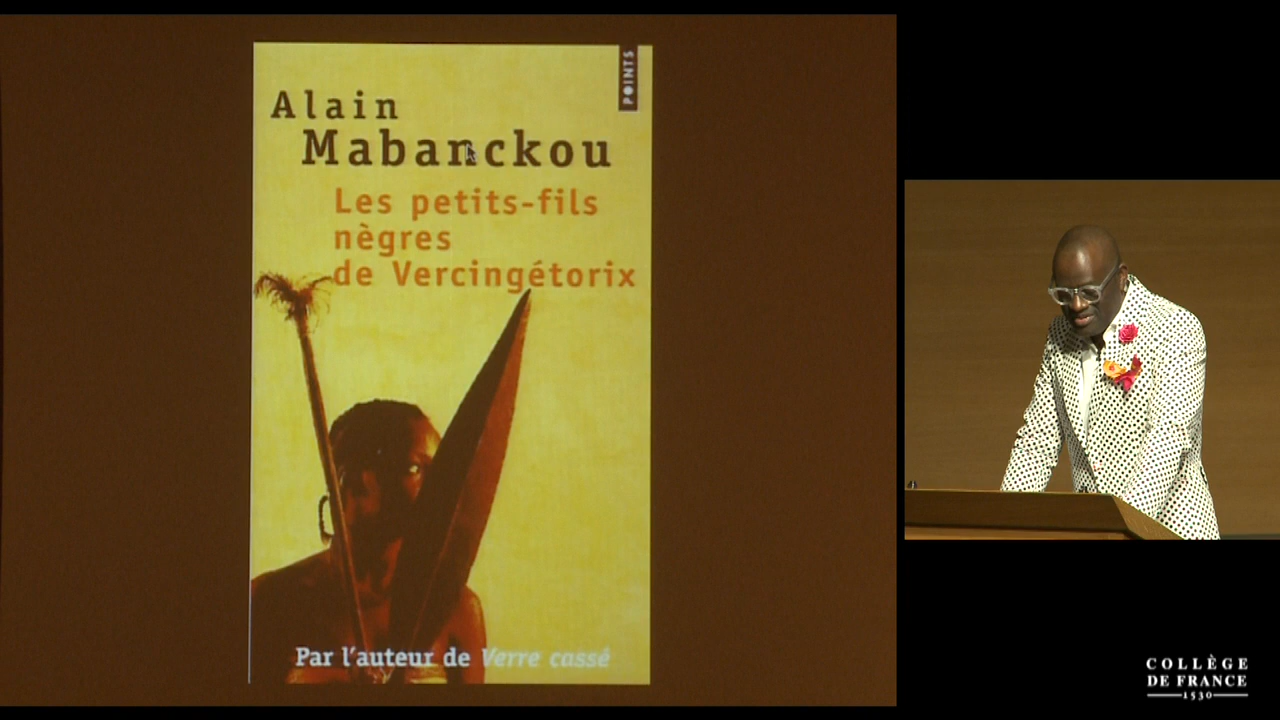 POINTS
Alain
Mabanckou
Les petits-fils
nègres
de Vercingétorix
Par l'auteur de Verre cassé
COLLÈGE
DE FRANCE
1530